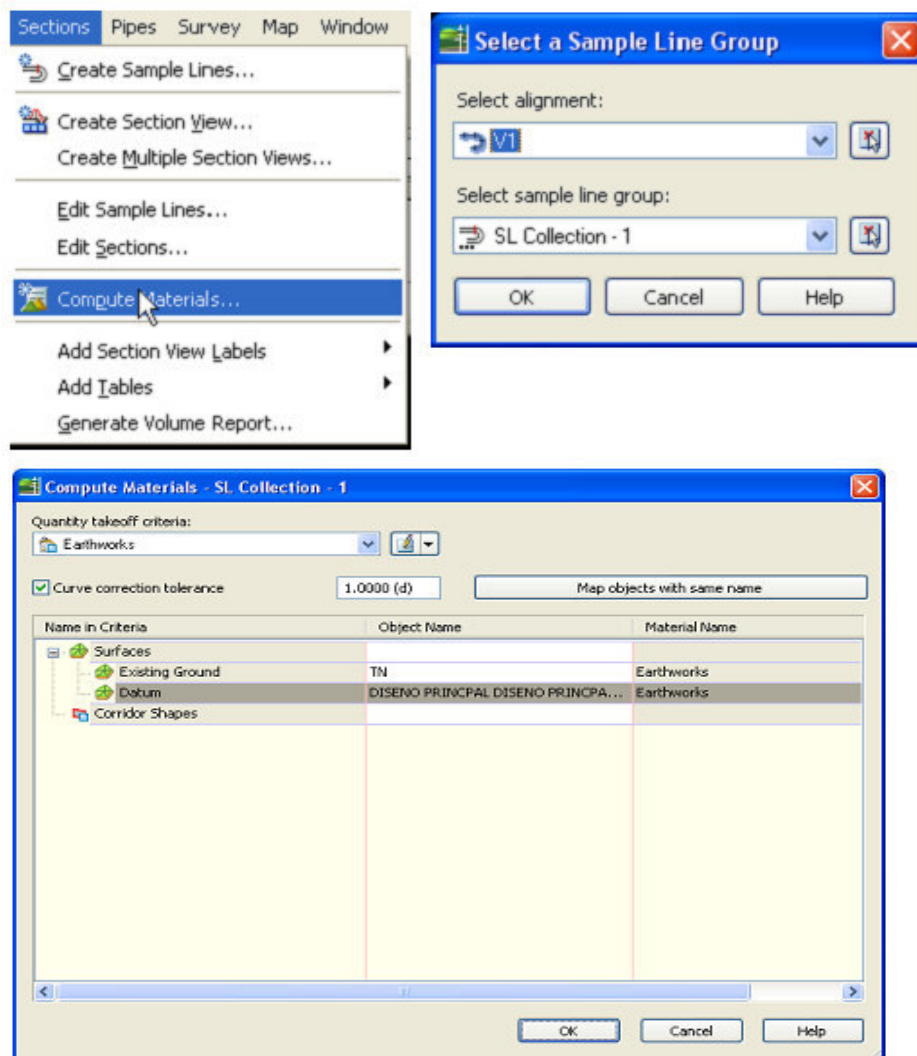 Sections Pipes Survey Map Window
Create Sample Lines...
Create Section View...
Create Multiple Section Views...
Edit Sample Lines...
Edit Sections...
Compute Materials...
Add Section View Labels
Add Tables
Generate Volume Report...
Select a Sample Line Group
Select alignment:
V1
Select sample line group:
SL Collection - 1
OK Cancel Help
Compute Materials - SL Collection - 1
Quantity takeoff criteria:
Earthworks
Curve correction tolerance 1.0000 (d) Map objects with same name
Name in Criteria Object Name Material Name
Surfaces
Existing Ground TN Earthworks
Datum DISENO PRINCPAL DISENO PRINCPA... Earthworks
Corridor Shapes
OK Cancel Help